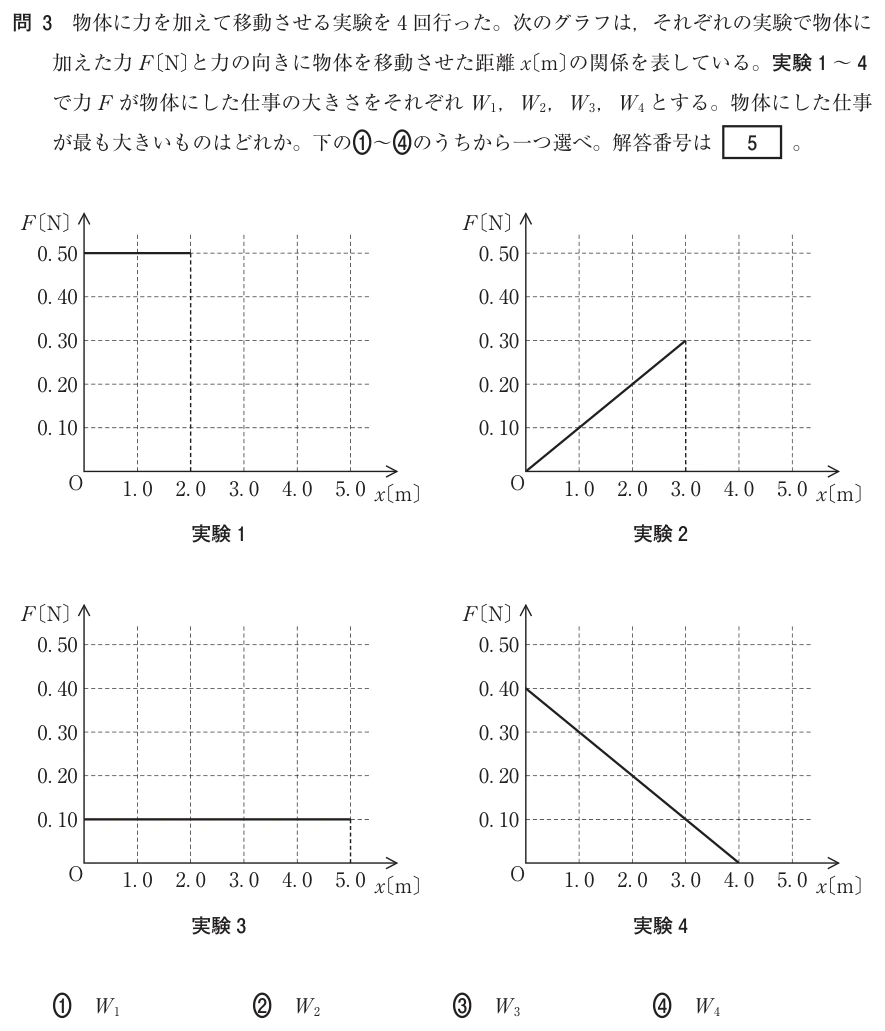 問 3 物体に力を加えて移動させる実験を 4 回行った。次のグラフは，それぞれの実験で物体に
加えた力 F〔N〕と力の向きに物体を移動させた距離 x〔m〕の関係を表している。実験 1 ～ 4
で力 F が物体にした仕事の大きさをそれぞれ W₁， W₂， W₃， W₄ とする。物体にした仕事
が最も大きいものはどれか。下の①～④のうちから一つ選べ。解答番号は 5 。
F〔N〕
0.50
0.40
0.30
0.20
0.10
O 1.0 2.0 3.0 4.0 5.0 x〔m〕
実験 1
F〔N〕
0.50
0.40
0.30
0.20
0.10
O 1.0 2.0 3.0 4.0 5.0 x〔m〕
実験 2
F〔N〕
0.50
0.40
0.30
0.20
0.10
O 1.0 2.0 3.0 4.0 5.0 x〔m〕
実験 3
F〔N〕
0.50
0.40
0.30
0.20
0.10
O 1.0 2.0 3.0 4.0 5.0 x〔m〕
実験 4
① W₁ ② W₂ ③ W₃ ④ W₄